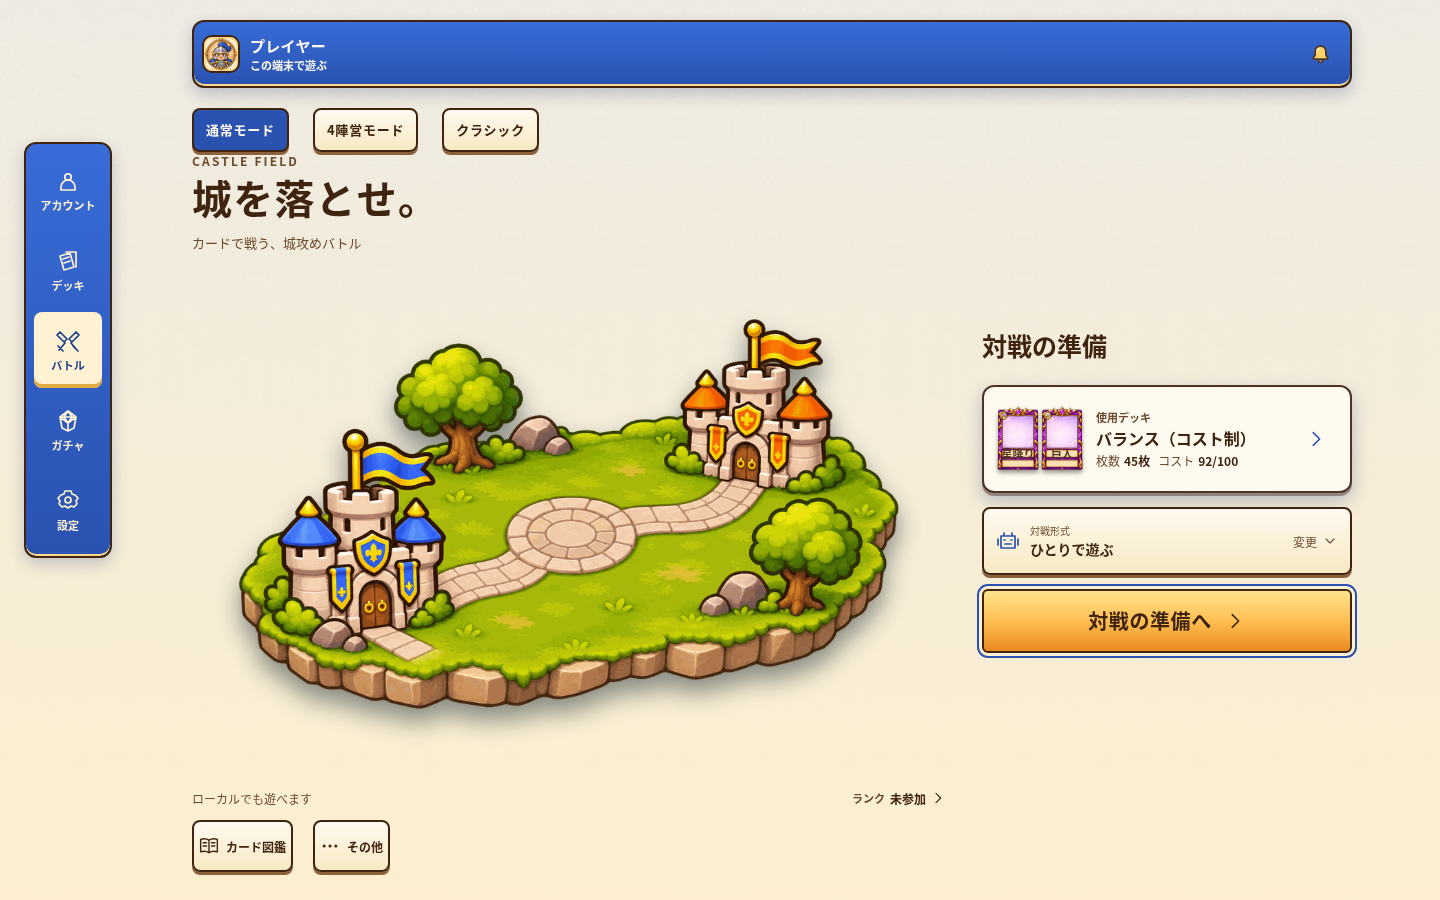 プレイヤー
この端末で遊ぶ
通常モード
4陣営モード
クラシック
CASTLE FIELD
城を落とせ。
カードで戦う、城攻めバトル
アカウント
デッキ
バトル
ガチャ
設定
対戦の準備
使用デッキ
バランス（コスト制）
枚数 45枚 コスト 92/100
星降り
巨人
対戦形式
ひとりで遊ぶ
変更
対戦の準備へ
ローカルでも遊べます
ランク 未参加
カード図鑑
その他